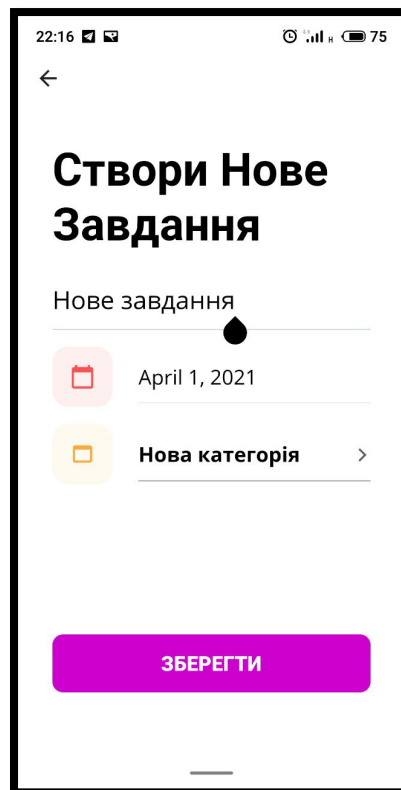 22:16 H 75
Створи Нове
Завдання
Нове завдання
April 1, 2021
Нова категорія
ЗБЕРЕГТИ